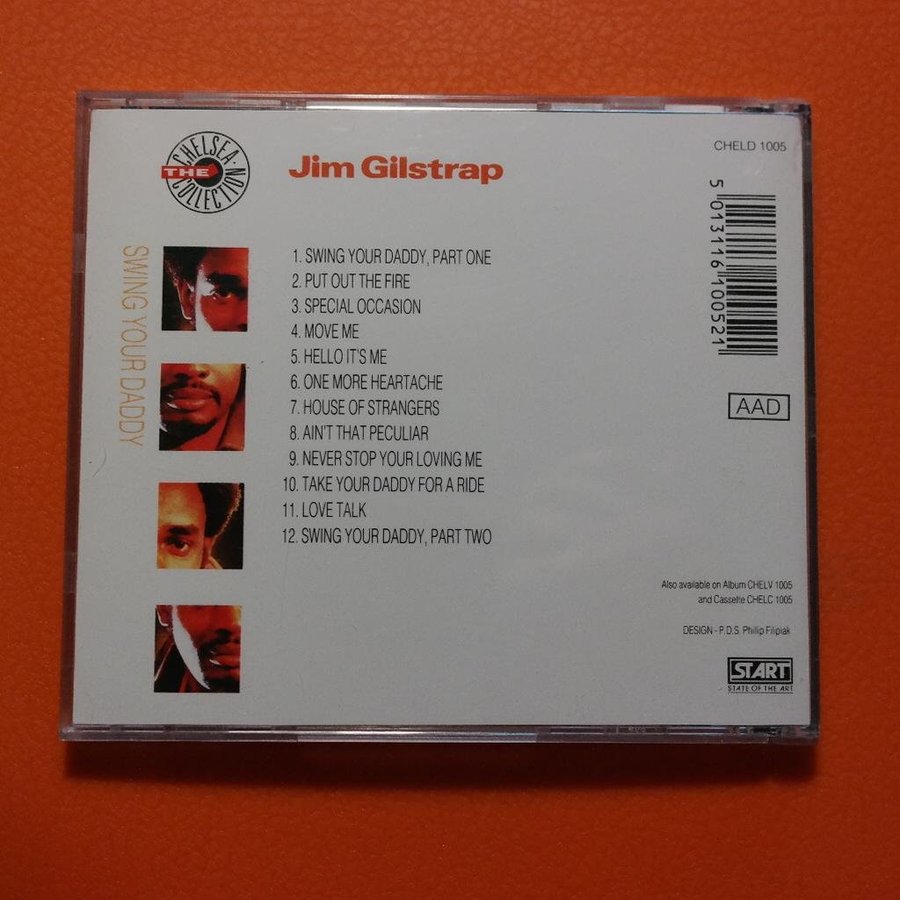 CHELSEA
THE
COLLECTION
Jim Gilstrap
CHELD 1005
5 013116 100521
SWING YOUR DADDY
1. SWING YOUR DADDY, PART ONE
2. PUT OUT THE FIRE
3. SPECIAL OCCASION
4. MOVE ME
5. HELLO IT'S ME
6. ONE MORE HEARTACHE
7. HOUSE OF STRANGERS
8. AIN'T THAT PECULIAR
9. NEVER STOP YOUR LOVING ME
10. TAKE YOUR DADDY FOR A RIDE
11. LOVE TALK
12. SWING YOUR DADDY, PART TWO
AAD
Also available on Album CHELV 1005
and Cassette CHELC 1005
DESIGN - P.D.S. Phillip Filipiak
START
STATE OF THE ART